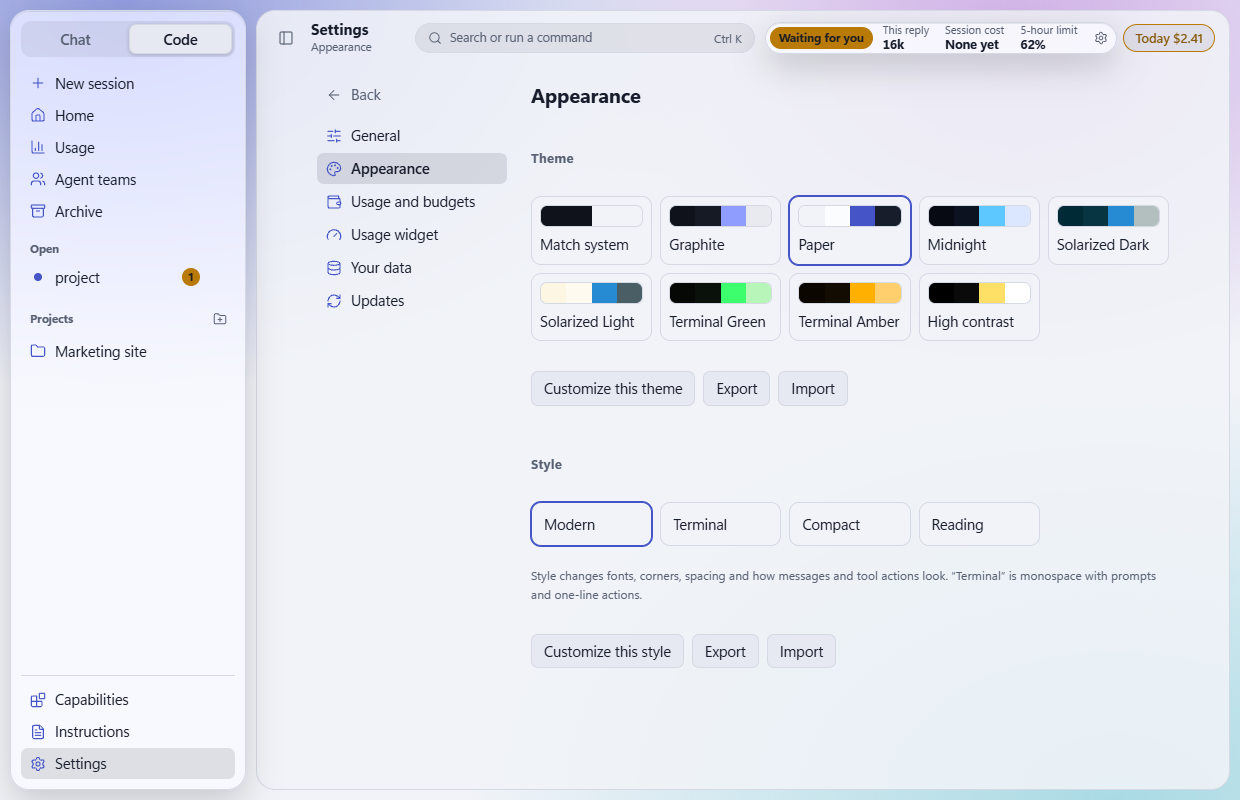 Chat
Code
New session
Home
Usage
Agent teams
Archive
Open
project
1
Projects
Marketing site
Capabilities
Instructions
Settings
Settings
Appearance
Search or run a command
Ctrl K
Waiting for you
This reply
16k
Session cost
None yet
5-hour limit
62%
Today $2.41
Back
General
Appearance
Usage and budgets
Usage widget
Your data
Updates
Appearance
Theme
Match system
Graphite
Paper
Midnight
Solarized Dark
Solarized Light
Terminal Green
Terminal Amber
High contrast
Customize this theme
Export
Import
Style
Modern
Terminal
Compact
Reading
Style changes fonts, corners, spacing and how messages and tool actions look. “Terminal” is monospace with prompts
and one-line actions.
Customize this style
Export
Import